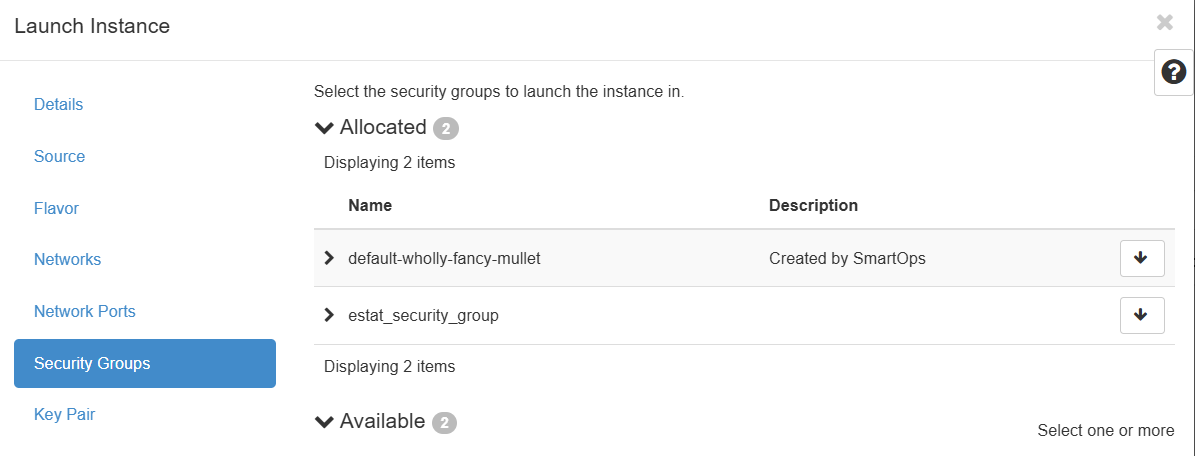 Launch Instance
Details
Source
Flavor
Networks
Network Ports
Security Groups
Key Pair
Select the security groups to launch the instance in.
Allocated 2
Displaying 2 items
Name Description
default-wholly-fancy-mullet Created by SmartOps
estat_security_group
Displaying 2 items
Available 2
Select one or more